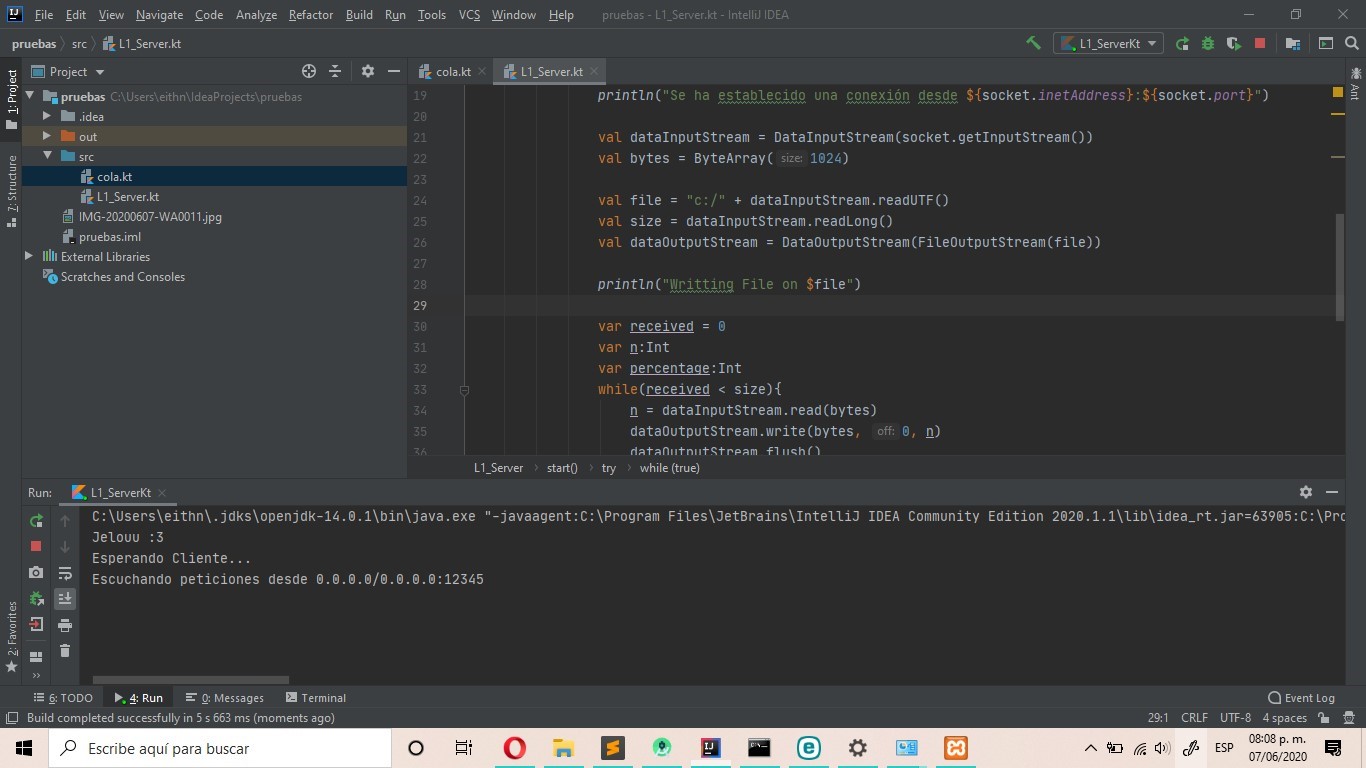 File Edit View Navigate Code Analyze Refactor Build Run Tools VCS Window Help pruebas - L1_Server.kt - IntelliJ IDEA
pruebas src L1_Server.kt L1_ServerKt
1: Project
7: Structure
2: Favorites
Ant
Project
pruebas C:\Users\eithn\IdeaProjects\pruebas
.idea
out
src
cola.kt
L1_Server.kt
IMG-20200607-WA0011.jpg
pruebas.iml
External Libraries
Scratches and Consoles
cola.kt L1_Server.kt
19 println("Se ha establecido una conexión desde ${socket.inetAddress}:${socket.port}")
20
21 val dataInputStream = DataInputStream(socket.getInputStream())
22 val bytes = ByteArray( size: 1024)
23
24 val file = "c:/" + dataInputStream.readUTF()
25 val size = dataInputStream.readLong()
26 val dataOutputStream = DataOutputStream(FileOutputStream(file))
27
28 println("Writting File on $file")
29
30 var received = 0
31 var n:Int
32 var percentage:Int
33 while(received < size){
34 n = dataInputStream.read(bytes)
35 dataOutputStream.write(bytes, off: 0, n)
36 dataOutputStream.flush()
L1_Server start() try while (true)
Run: L1_ServerKt
C:\Users\eithn\.jdks\openjdk-14.0.1\bin\java.exe "-javaagent:C:\Program Files\JetBrains\IntelliJ IDEA Community Edition 2020.1.1\lib\idea_rt.jar=63905:C:\Pro
Jelouu :3
Esperando Cliente...
Escuchando peticiones desde 0.0.0.0/0.0.0.0:12345
6: TODO 4: Run 0: Messages Terminal Event Log
Build completed successfully in 5 s 663 ms (moments ago) 29:1 CRLF UTF-8 4 spaces
Escribe aquí para buscar
ESP
08:08 p. m.
07/06/2020